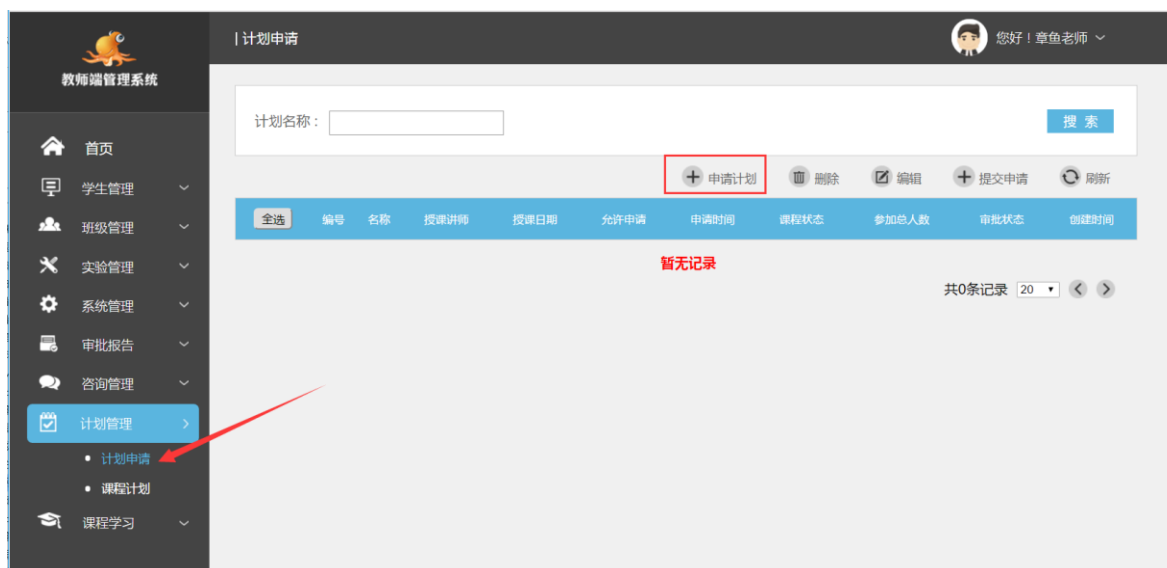 | 计划申请
您好！章鱼老师
教师端管理系统
首页
学生管理
班级管理
实验管理
系统管理
审批报告
咨询管理
计划管理
计划申请
课程计划
课程学习
计划名称：
搜 索
申请计划 删除 编辑 提交申请 刷新
全选 编号 名称 授课讲师 授课日期 允许申请 申请时间 课程状态 参加总人数 审批状态 创建时间
暂无记录
共0条记录 20